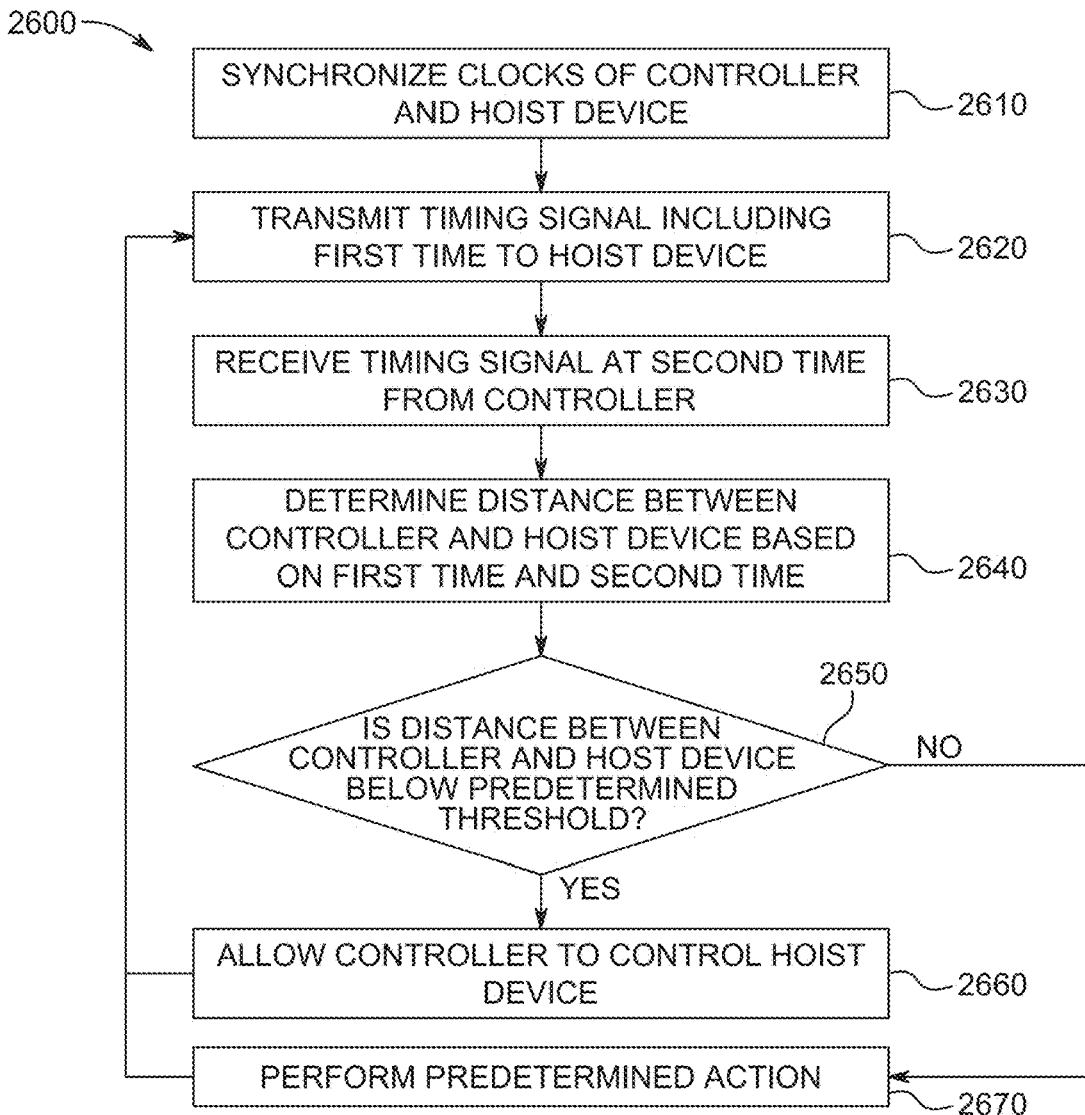 2600
SYNCHRONIZE CLOCKS OF CONTROLLER
AND HOIST DEVICE
2610
TRANSMIT TIMING SIGNAL INCLUDING
FIRST TIME TO HOIST DEVICE
2620
RECEIVE TIMING SIGNAL AT SECOND TIME
FROM CONTROLLER
2630
DETERMINE DISTANCE BETWEEN
CONTROLLER AND HOIST DEVICE BASED
ON FIRST TIME AND SECOND TIME
2640
2650
IS DISTANCE BETWEEN
CONTROLLER AND HOST DEVICE
BELOW PREDETERMINED
THRESHOLD?
NO
YES
ALLOW CONTROLLER TO CONTROL HOIST
DEVICE
2660
PERFORM PREDETERMINED ACTION
2670